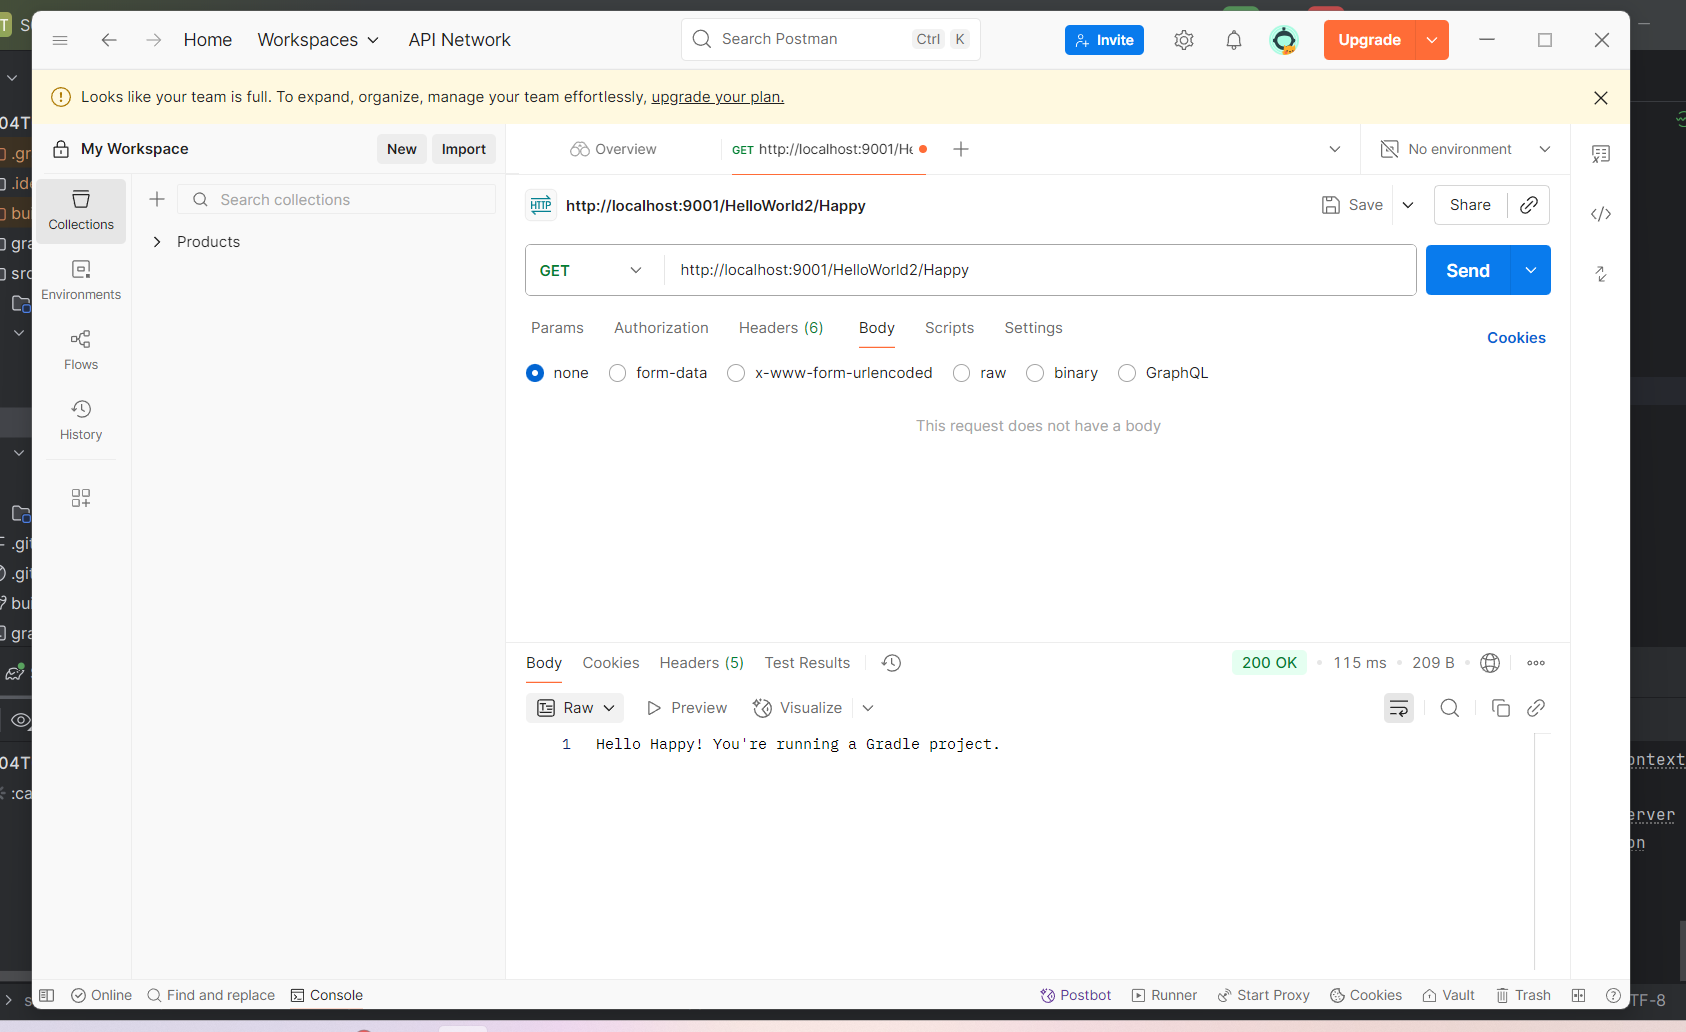 Home
Workspaces
API Network
Search Postman
Ctrl K
Invite
Upgrade
Looks like your team is full. To expand, organize, manage your team effortlessly, upgrade your plan.
My Workspace
New
Import
Overview
GET http://localhost:9001/He
No environment
Collections
Search collections
Products
Environments
Flows
History
HTTP
http://localhost:9001/HelloWorld2/Happy
Save
Share
GET
http://localhost:9001/HelloWorld2/Happy
Send
Params
Authorization
Headers (6)
Body
Scripts
Settings
Cookies
none
form-data
x-www-form-urlencoded
raw
binary
GraphQL
This request does not have a body
Body
Cookies
Headers (5)
Test Results
200 OK
115 ms
209 B
Raw
Preview
Visualize
1 Hello Happy! You're running a Gradle project.
Online
Find and replace
Console
Postbot
Runner
Start Proxy
Cookies
Vault
Trash
T
S
04T
.gr
.ide
bui
gra
src
.git
.git
bui
gra
04T
:ca
s
ontext
erver
on
TF-8